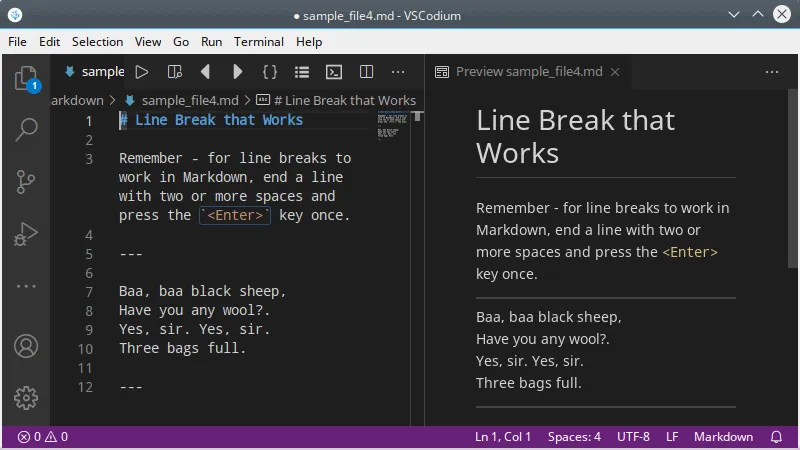 ● sample_file4.md - VSCodium
File Edit Selection View Go Run Terminal Help
1
sample
arkdown > sample_file4.md > # Line Break that Works
1 # Line Break that Works
2
3 Remember - for line breaks to
work in Markdown, end a line
with two or more spaces and
press the `<Enter>` key once.
4
5 ---
6
7 Baa, baa black sheep,
8 Have you any wool?.
9 Yes, sir. Yes, sir.
10 Three bags full.
11
12 ---
Preview sample_file4.md
Line Break that
Works
Remember - for line breaks to work in
Markdown, end a line with two or
more spaces and press the <Enter>
key once.
Baa, baa black sheep,
Have you any wool?.
Yes, sir. Yes, sir.
Three bags full.
0 0 Ln 1, Col 1 Spaces: 4 UTF-8 LF Markdown